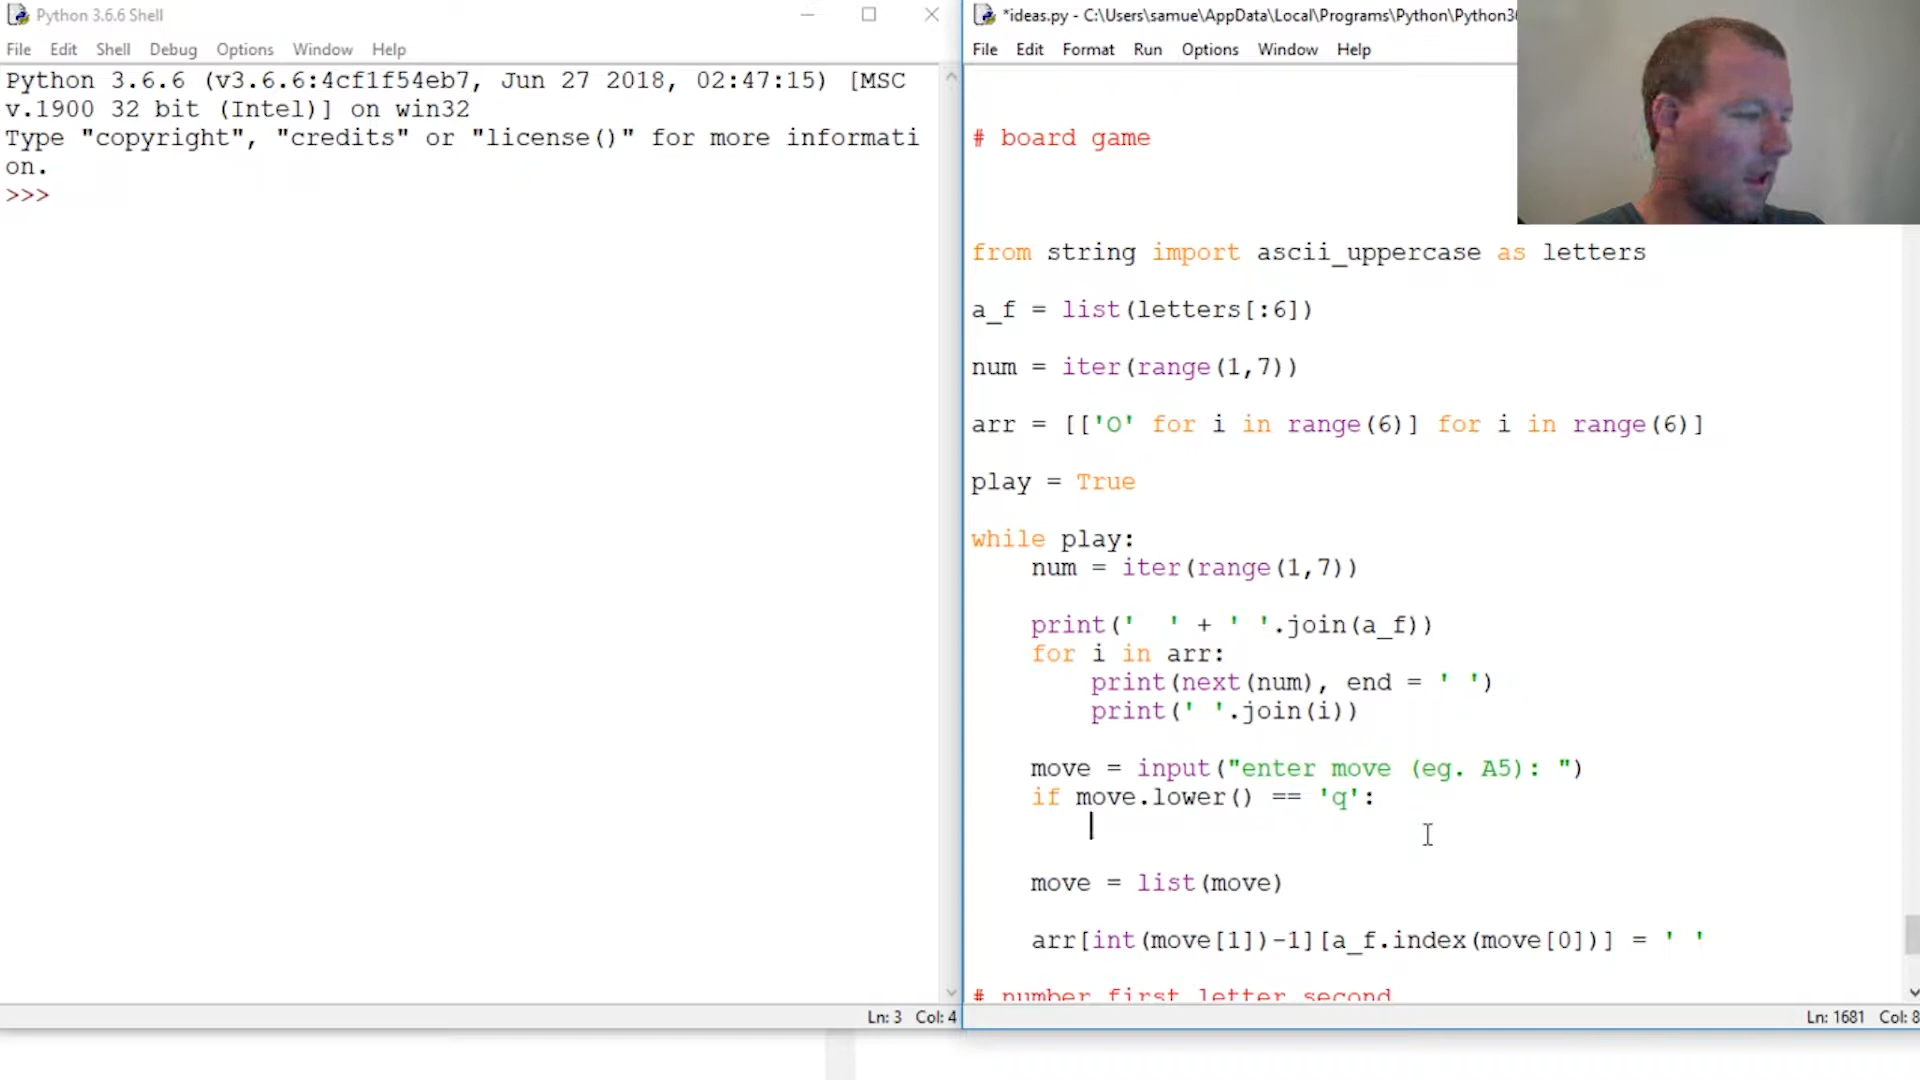 Python 3.6.6 Shell
File Edit Shell Debug Options Window Help
Python 3.6.6 (v3.6.6:4cf1f54eb7, Jun 27 2018, 02:47:15) [MSC
v.1900 32 bit (Intel)] on win32
Type "copyright", "credits" or "license()" for more informati
on.
>>>
Ln: 3 Col: 4
*ideas.py - C:\Users\samue\AppData\Local\Programs\Python\Python36
File Edit Format Run Options Window Help
# board game
from string import ascii_uppercase as letters
a_f = list(letters[:6])
num = iter(range(1,7))
arr = [['O' for i in range(6)] for i in range(6)]
play = True
while play:
    num = iter(range(1,7))
    print('  ' + ' '.join(a_f))
    for i in arr:
        print(next(num), end = ' ')
        print(' '.join(i))
    move = input("enter move (eg. A5): ")
    if move.lower() == 'q':
    move = list(move)
    arr[int(move[1])-1][a_f.index(move[0])] = ' '
# number first letter second
Ln: 1681 Col: 8